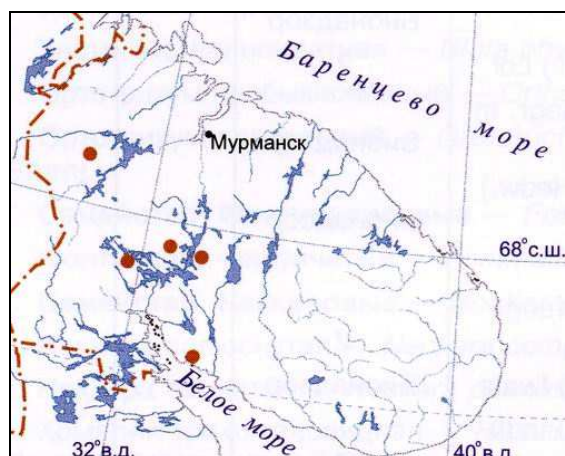 Баренцево
море
Мурманск
68°с.ш.
Белое море
32°в.д.
40°в.д.